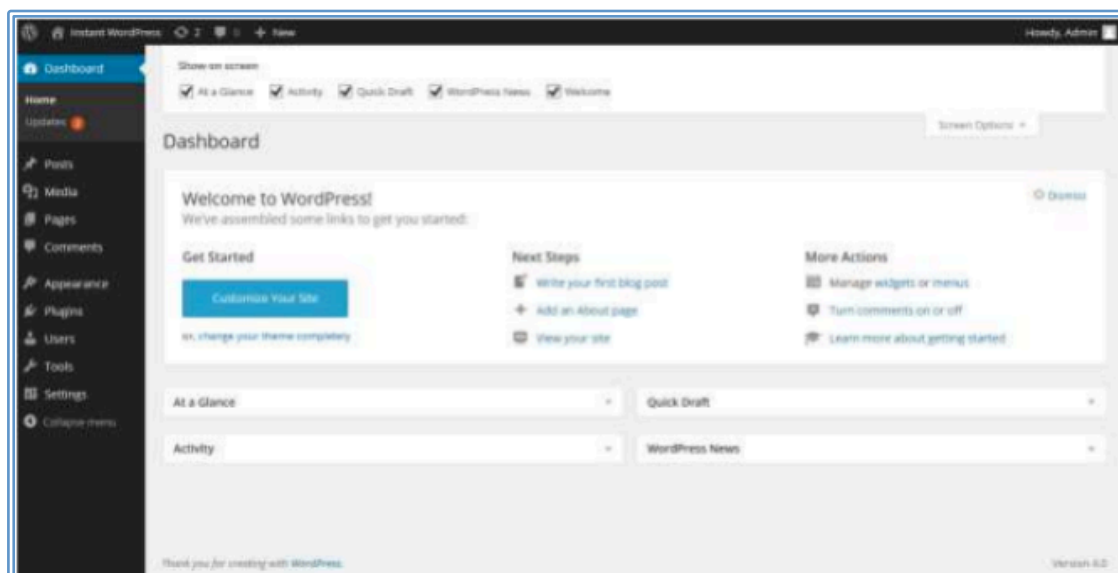 Instant WordPress 2 0 + New Howdy, Admin
Dashboard
Home
Updates 2
Posts
Media
Pages
Comments
Appearance
Plugins
Users
Tools
Settings
Collapse menu
Show on screen
At a Glance Activity Quick Draft WordPress News Welcome
Screen Options
Dashboard
Welcome to WordPress!
We've assembled some links to get you started:
Dismiss
Get Started
Customize Your Site
or, change your theme completely
Next Steps
Write your first blog post
Add an About page
View your site
More Actions
Manage widgets or menus
Turn comments on or off
Learn more about getting started
At a Glance
Quick Draft
Activity
WordPress News
Thank you for creating with WordPress.
Version 4.0